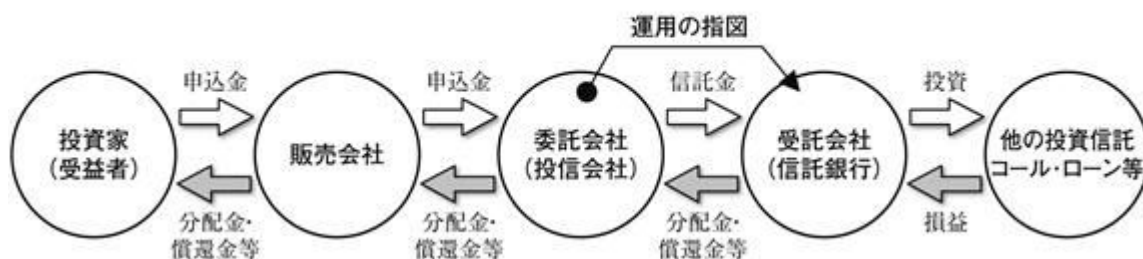 運用の指図
申込金
申込金
信託金
投資
投資家
(受益者)
販売会社
委託会社
(投信会社)
受託会社
(信託銀行)
他の投資信託
コール・ローン等
分配金・
償還金等
分配金・
償還金等
分配金・
償還金等
損益